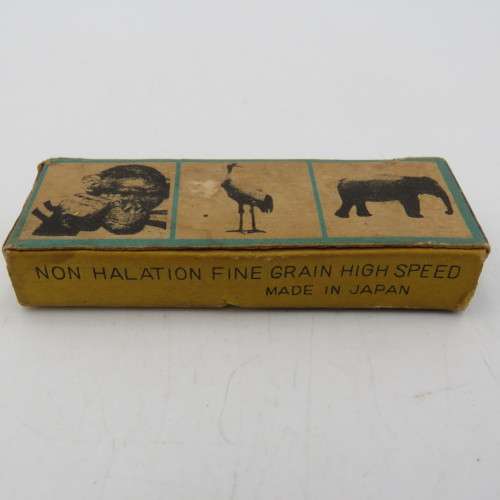 NON HALATION FINE GRAIN HIGH SPEED
MADE IN JAPAN